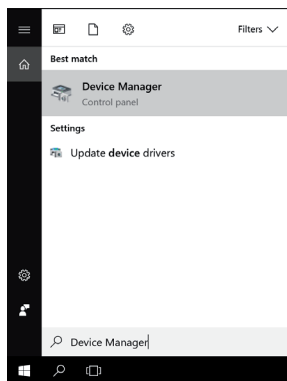 Filters
Best match
Device Manager
Control panel
Settings
Update device drivers
Device Manager